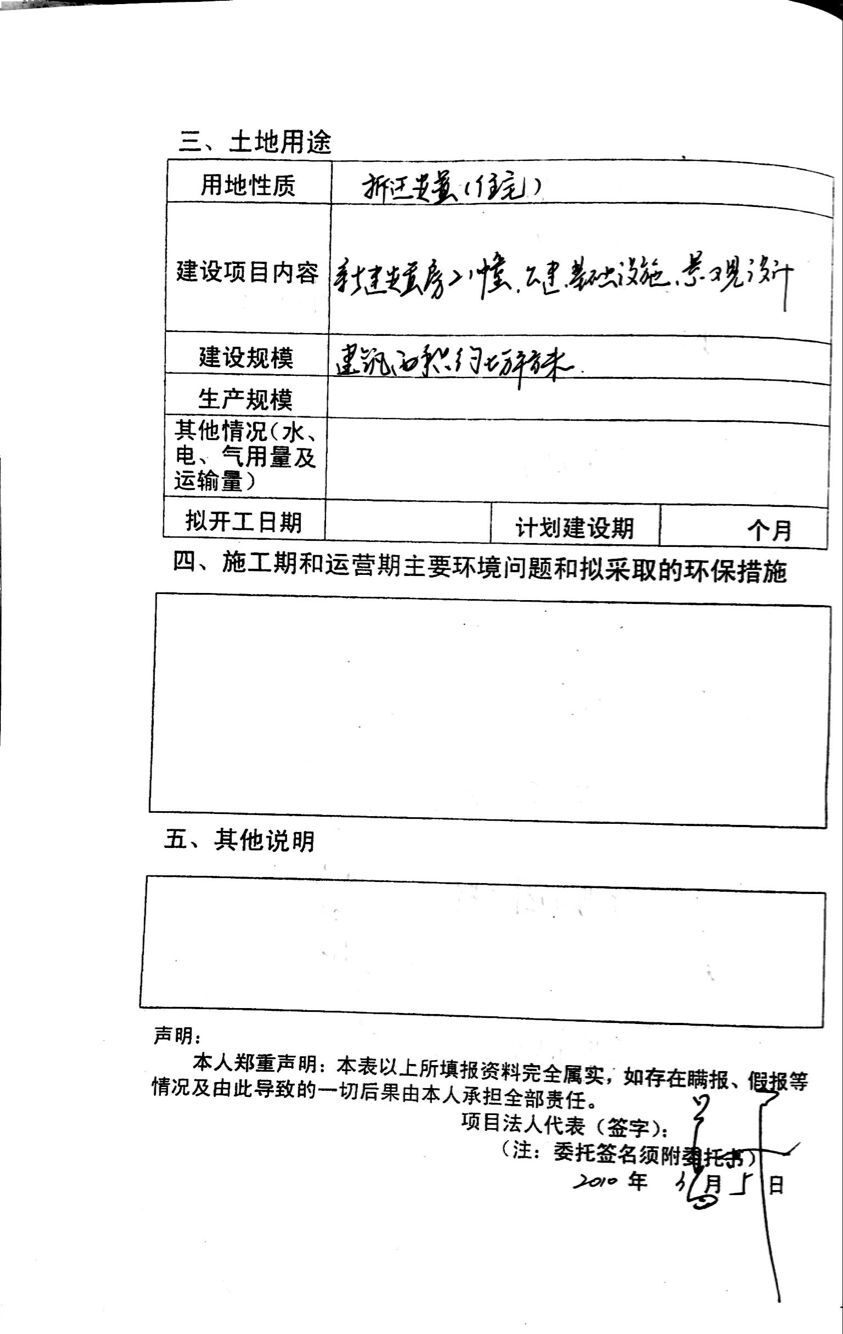 三、土地用途
用地性质 拆迁安置(住宅)
建设项目内容 新建安置房21幢、公建、基础设施、景观设计
建设规模 建筑面积约七万平方米.
生产规模
其他情况(水、
电、气用量及
运输量)
拟开工日期 计划建设期 个月
四、施工期和运营期主要环境问题和拟采取的环保措施
五、其他说明
声明:
本人郑重声明:本表以上所填报资料完全属实,如存在瞒报、假报等
情况及由此导致的一切后果由本人承担全部责任。
项目法人代表(签字):
(注:委托签名须附委托书)
2010 年 月 5 日